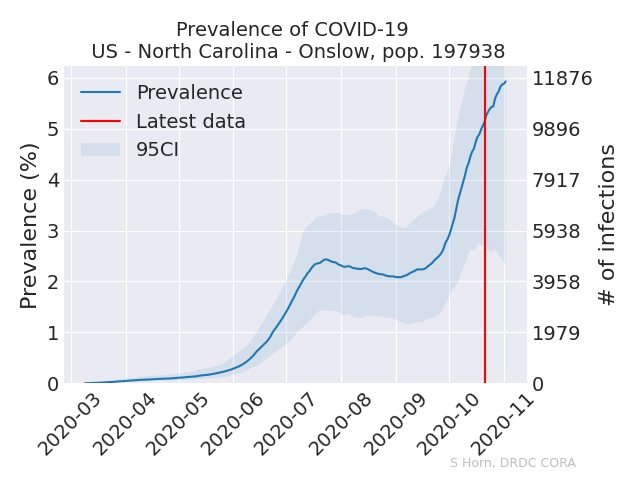 Prevalence of COVID-19
US - North Carolina - Onslow, pop. 197938
Prevalence
Latest data
95CI
Prevalence (%)
6
5
4
3
2
1
0
11876
9896
7917
5938
3958
1979
0
# of infections
2020-03
2020-04
2020-05
2020-06
2020-07
2020-08
2020-09
2020-10
2020-11
S Horn, DRDC CORA